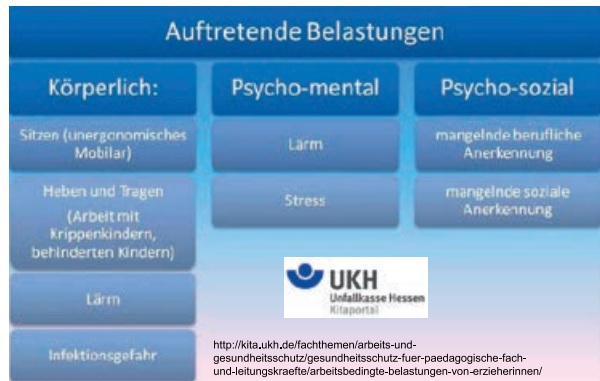 Auftretende Belastungen
Körperlich:
Sitzen (unergonomisches
Mobilar)
Heben und Tragen
(Arbeit mit
Krippenkindern,
behinderten Kindern)
Lärm
Infektionsgefahr
Psycho-mental
Lärm
Stress
Psycho-sozial
mangelnde berufliche
Anerkennung
mangelnde soziale
Anerkennung
UKH
Unfallkasse Hessen
Kitaportal
http://kita.ukh.de/fachthemen/arbeits-und-
gesundheitsschutz/gesundheitsschutz-fuer-paedagogische-fach-
und-leitungskraefte/arbeitsbedingte-belastungen-von-erzieherinnen/